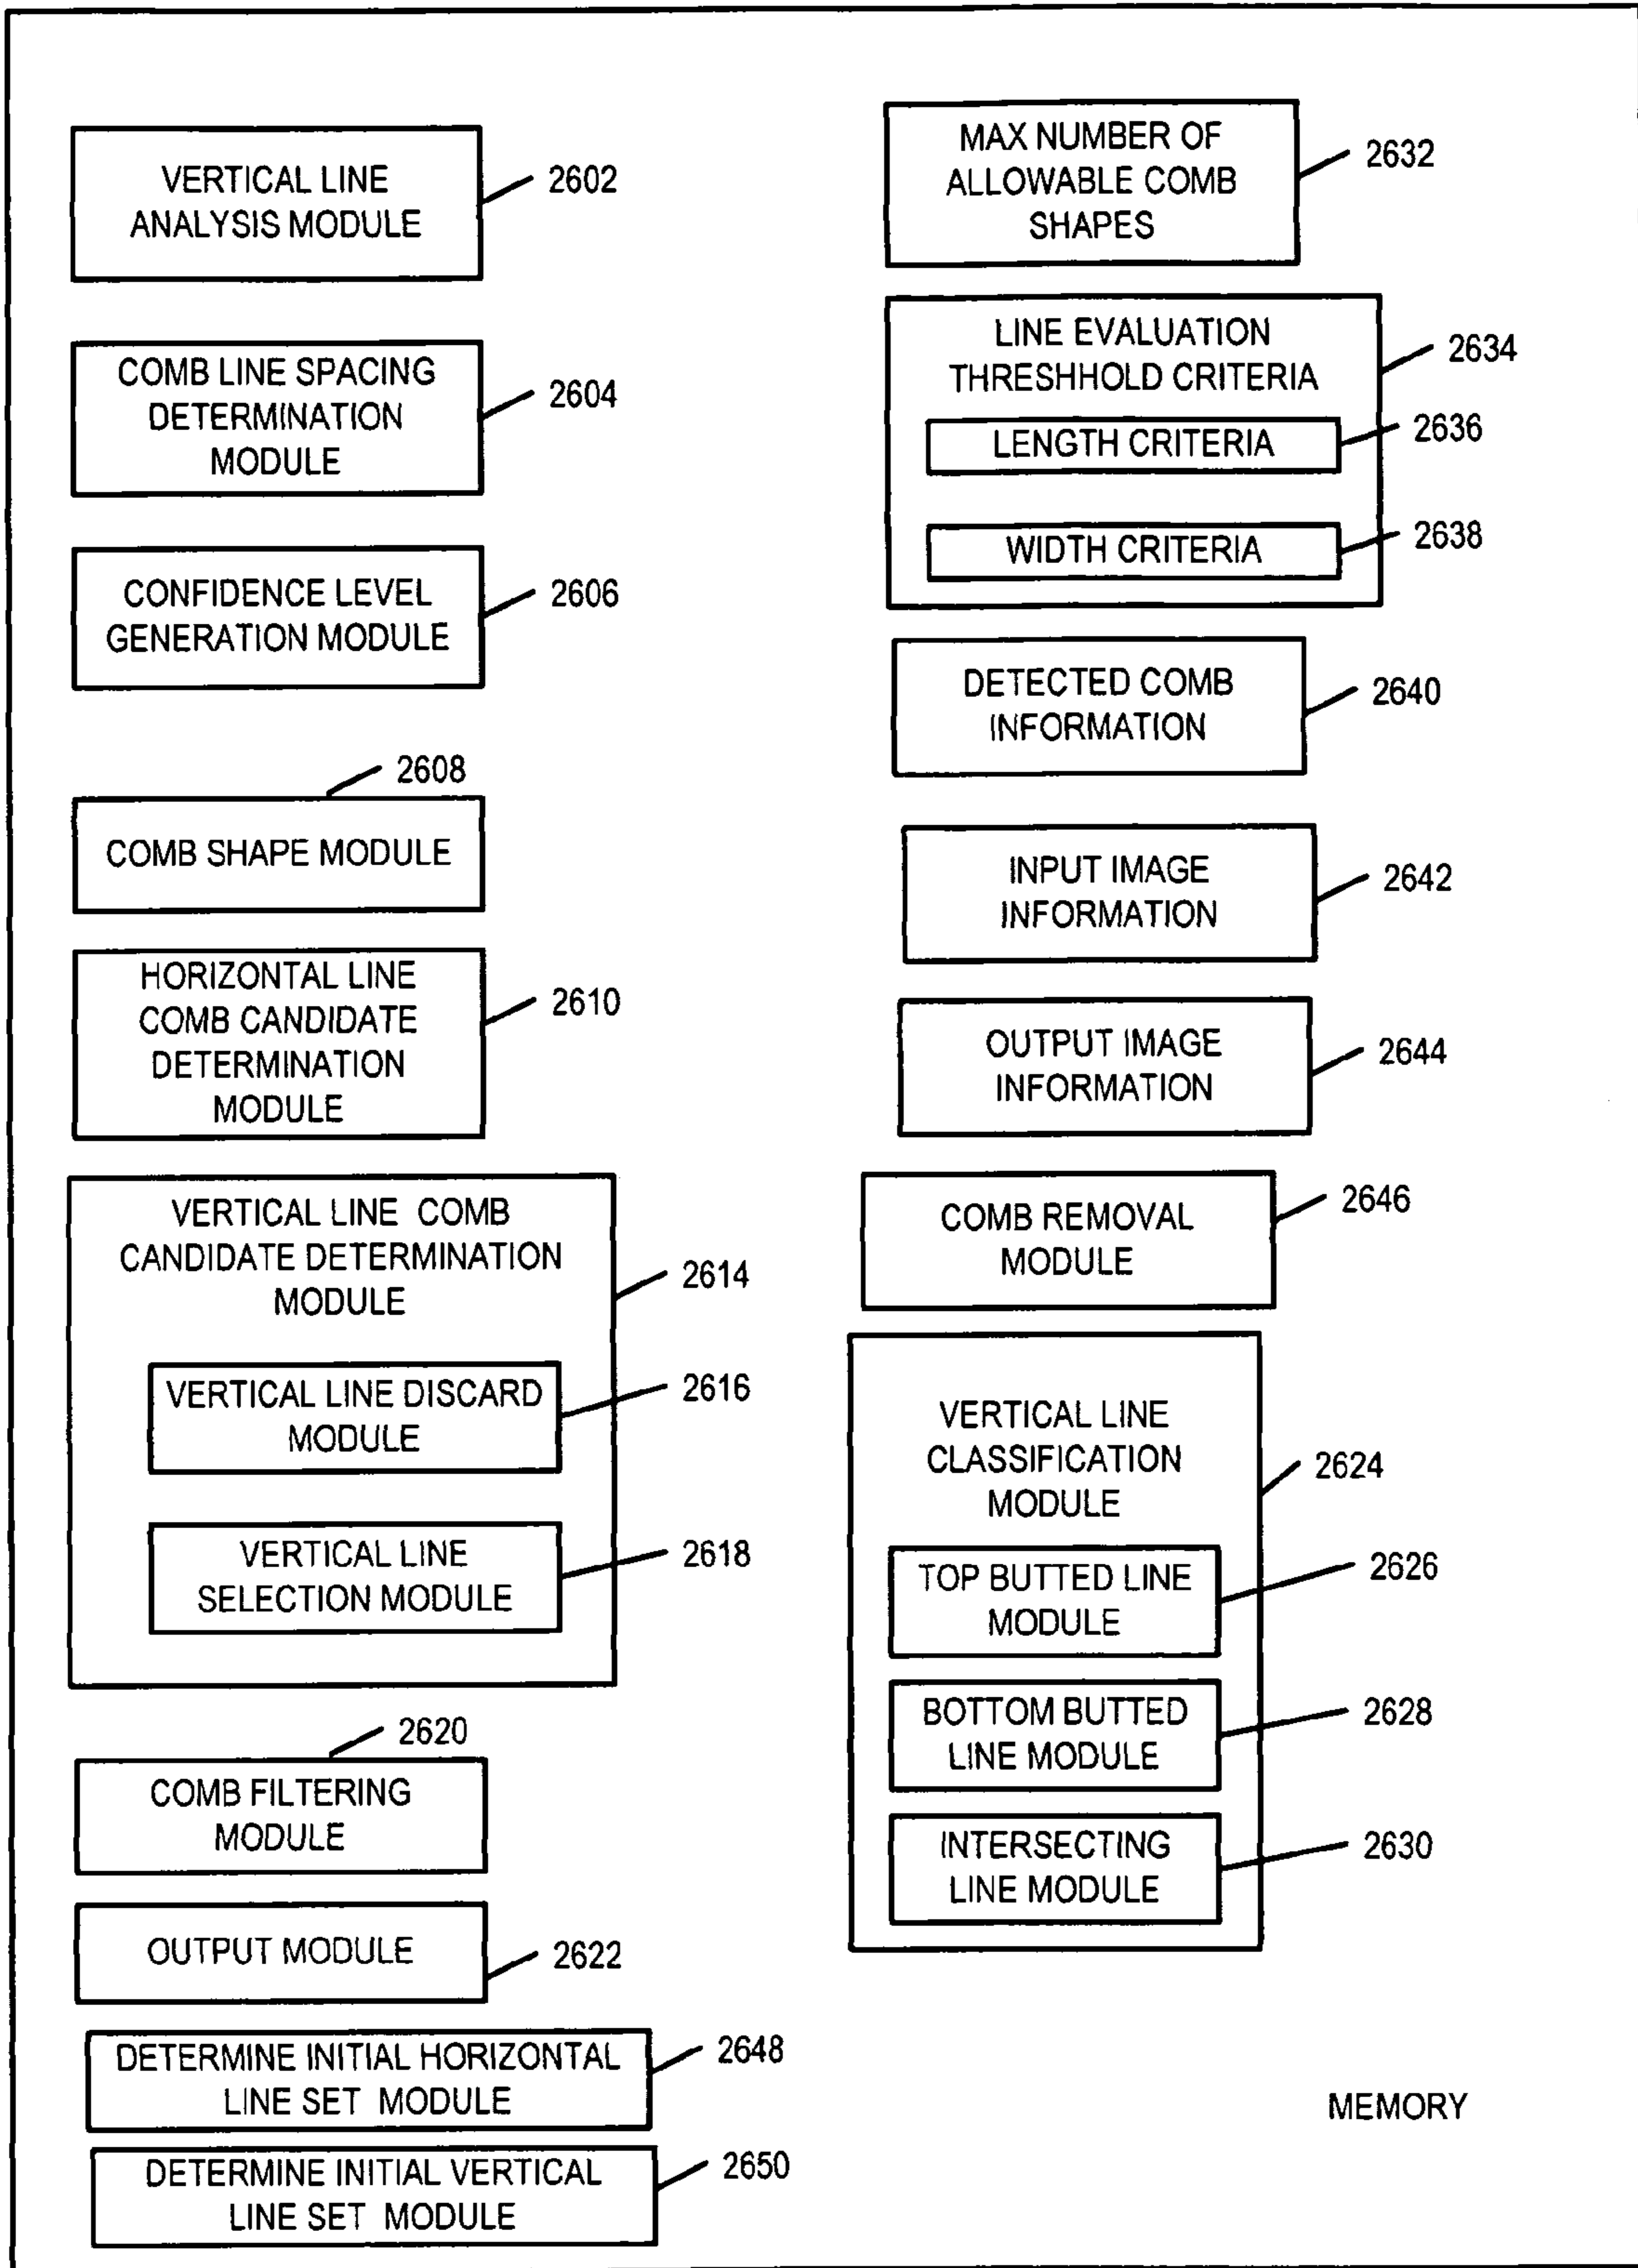 VERTICAL LINE
ANALYSIS MODULE
2602
COMB LINE SPACING
DETERMINATION
MODULE
2604
CONFIDENCE LEVEL
GENERATION MODULE
2606
2608
COMB SHAPE MODULE
HORIZONTAL LINE
COMB CANDIDATE
DETERMINATION
MODULE
2610
VERTICAL LINE COMB
CANDIDATE DETERMINATION
MODULE
2614
VERTICAL LINE DISCARD
MODULE
2616
VERTICAL LINE
SELECTION MODULE
2618
2620
COMB FILTERING
MODULE
OUTPUT MODULE
2622
DETERMINE INITIAL HORIZONTAL
LINE SET MODULE
2648
DETERMINE INITIAL VERTICAL
LINE SET MODULE
2650
MAX NUMBER OF
ALLOWABLE COMB
SHAPES
2632
LINE EVALUATION
THRESHHOLD CRITERIA
2634
LENGTH CRITERIA
2636
WIDTH CRITERIA
2638
DETECTED COMB
INFORMATION
2640
INPUT IMAGE
INFORMATION
2642
OUTPUT IMAGE
INFORMATION
2644
COMB REMOVAL
MODULE
2646
VERTICAL LINE
CLASSIFICATION
MODULE
2624
TOP BUTTED LINE
MODULE
2626
BOTTOM BUTTED
LINE MODULE
2628
INTERSECTING
LINE MODULE
2630
MEMORY